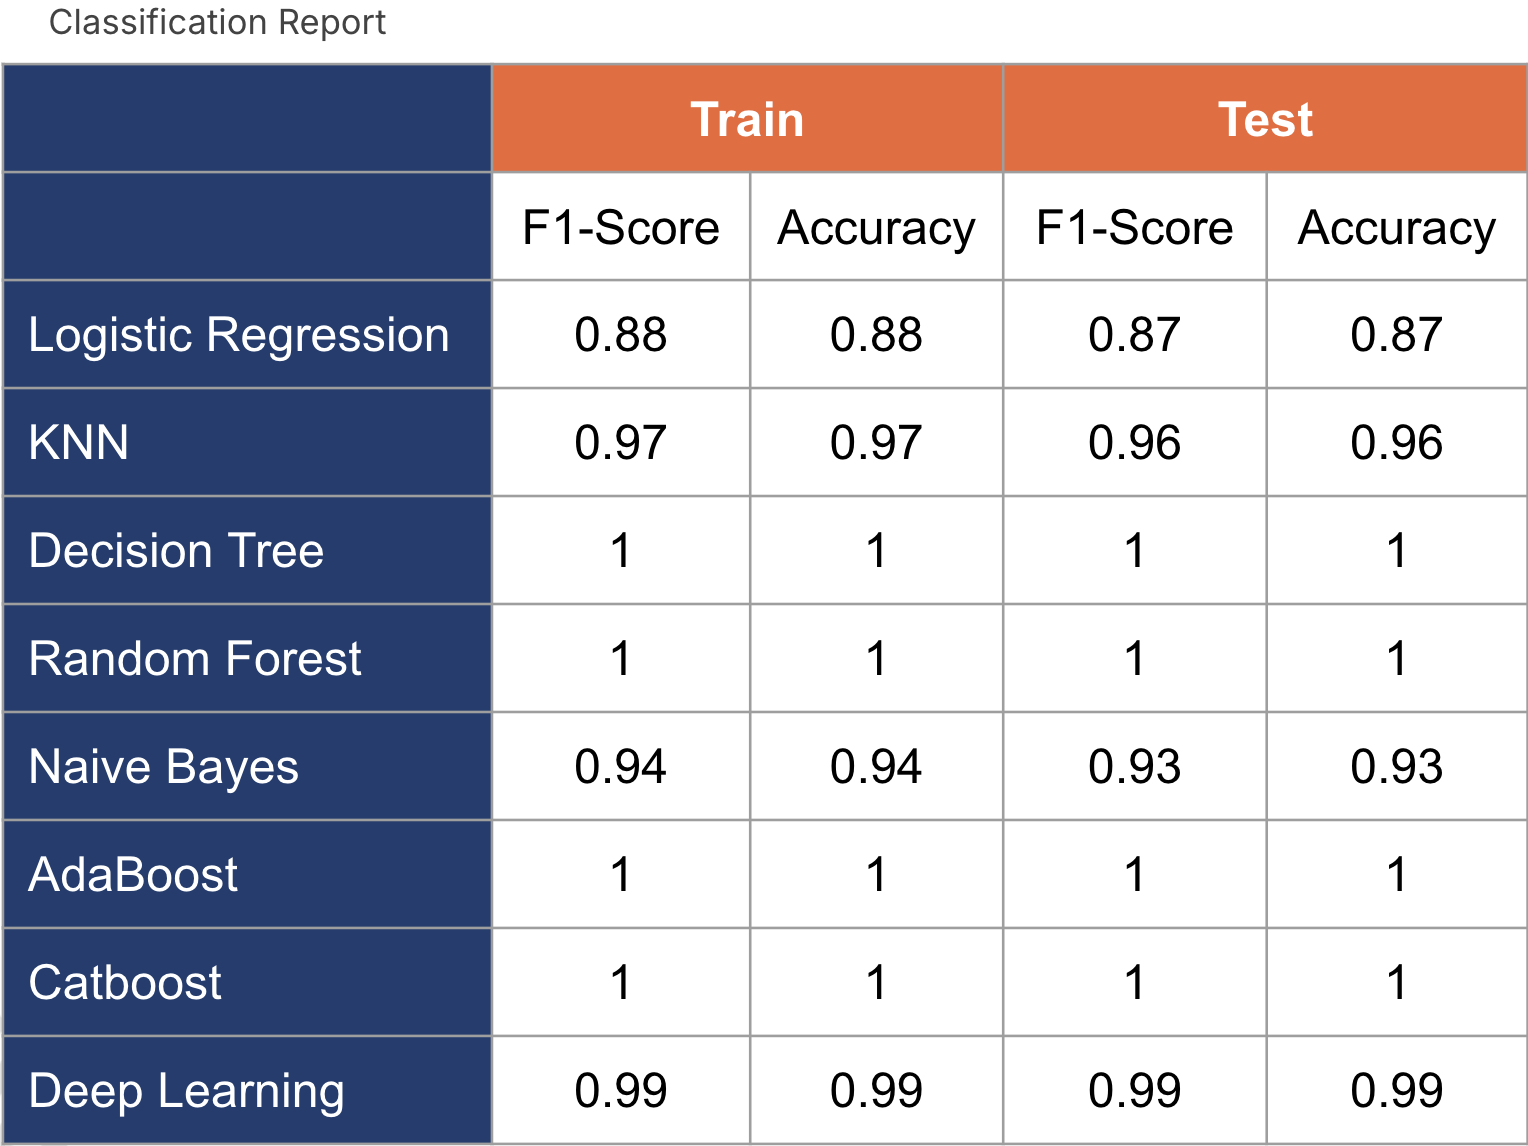 Classification Report
Train Test
F1-Score Accuracy F1-Score Accuracy
Logistic Regression 0.88 0.88 0.87 0.87
KNN 0.97 0.97 0.96 0.96
Decision Tree 1 1 1 1
Random Forest 1 1 1 1
Naive Bayes 0.94 0.94 0.93 0.93
AdaBoost 1 1 1 1
Catboost 1 1 1 1
Deep Learning 0.99 0.99 0.99 0.99